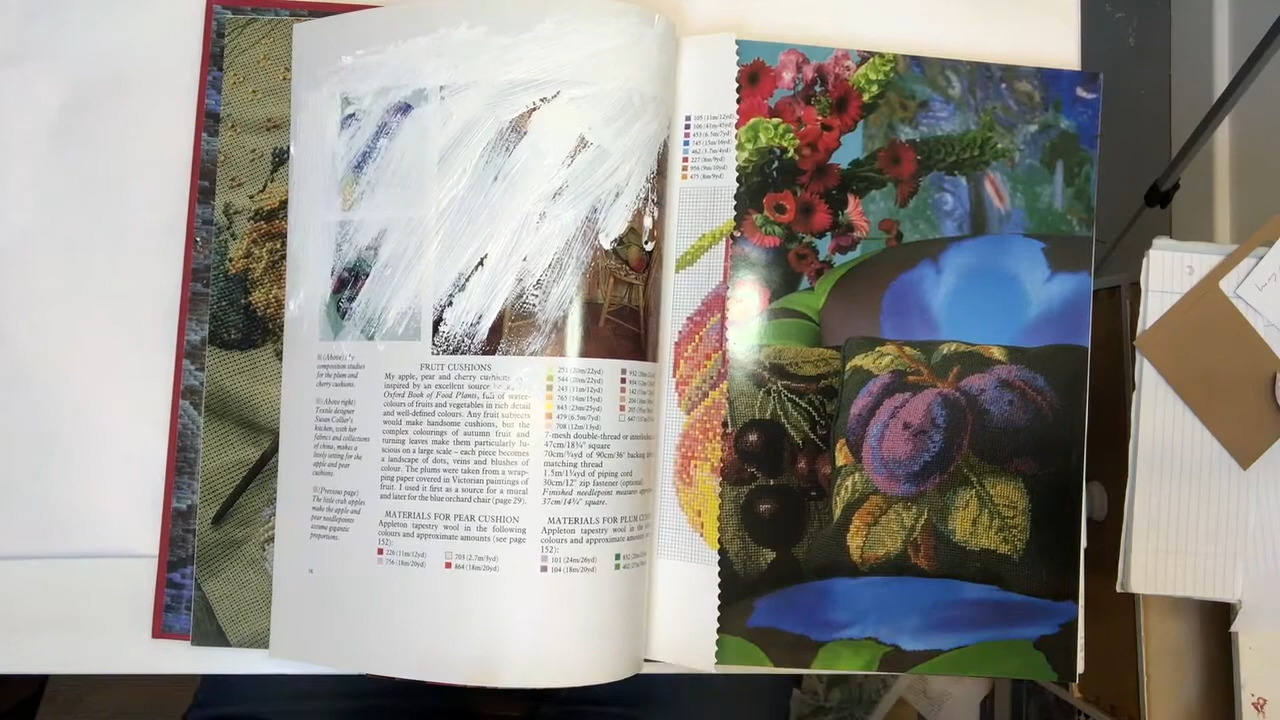 (Above)
composition studies
for the plum and
cherry cushions.
(Above right)
Textile designer
Susan Collier's
kitchen, with her
fabrics and collections
of china, makes a
lively setting for the
apple and pear
cushions.
(Previous page)
The little crab apples
make the apple and
pear needlepoints
assume gigantic
proportions.
FRUIT CUSHIONS
My apple, pear and cherry cushions
inspired by an excellent source
Oxford Book of Food Plants, full of water-
colours of fruits and vegetables in rich detail
and well-defined colours. Any fruit subjects
would make handsome cushions, but the
complex colourings of autumn fruit and
turning leaves make them particularly lu-
scious on a large scale – each piece becomes
a landscape of dots, veins and blushes of
colour. The plums were taken from a wrap-
ping paper covered in Victorian paintings of
fruit. I used it first as a source for a mural
and later for the blue orchard chair (page 29).
MATERIALS FOR PEAR CUSHION
Appleton tapestry wool in the following
colours and approximate amounts (see page
152):
226 (11m/12yd)
756 (18m/20yd)
703 (2.7m/3yd)
864 (18m/20yd)
251 (20m/22yd)
544 (20m/22yd)
243 (11m/12yd)
765 (14m/15yd)
843 (23m/25yd)
479 (6.5m/7yd)
708 (12m/13yd)
7-mesh double-thread or
47cm/18¾" square
70cm/¾yd of 90cm/36" backing
matching thread
1.5m/1½yd of piping cord
30cm/12" zip fastener (optional)
Finished needlepoint measures
37cm/14¾" square.
MATERIALS FOR PLUM
Appleton tapestry wool in the
colours and approximate amounts
152):
101 (24m/26yd)
104 (18m/20yd)
105 (11m/12yd)
106 (41m/45yd)
453 (6.5m/7yd)
745 (15m/16yd)
462 (3.7m/4yd)
227 (8m/9yd)
956 (9m/10yd)
475 (8m/9yd)